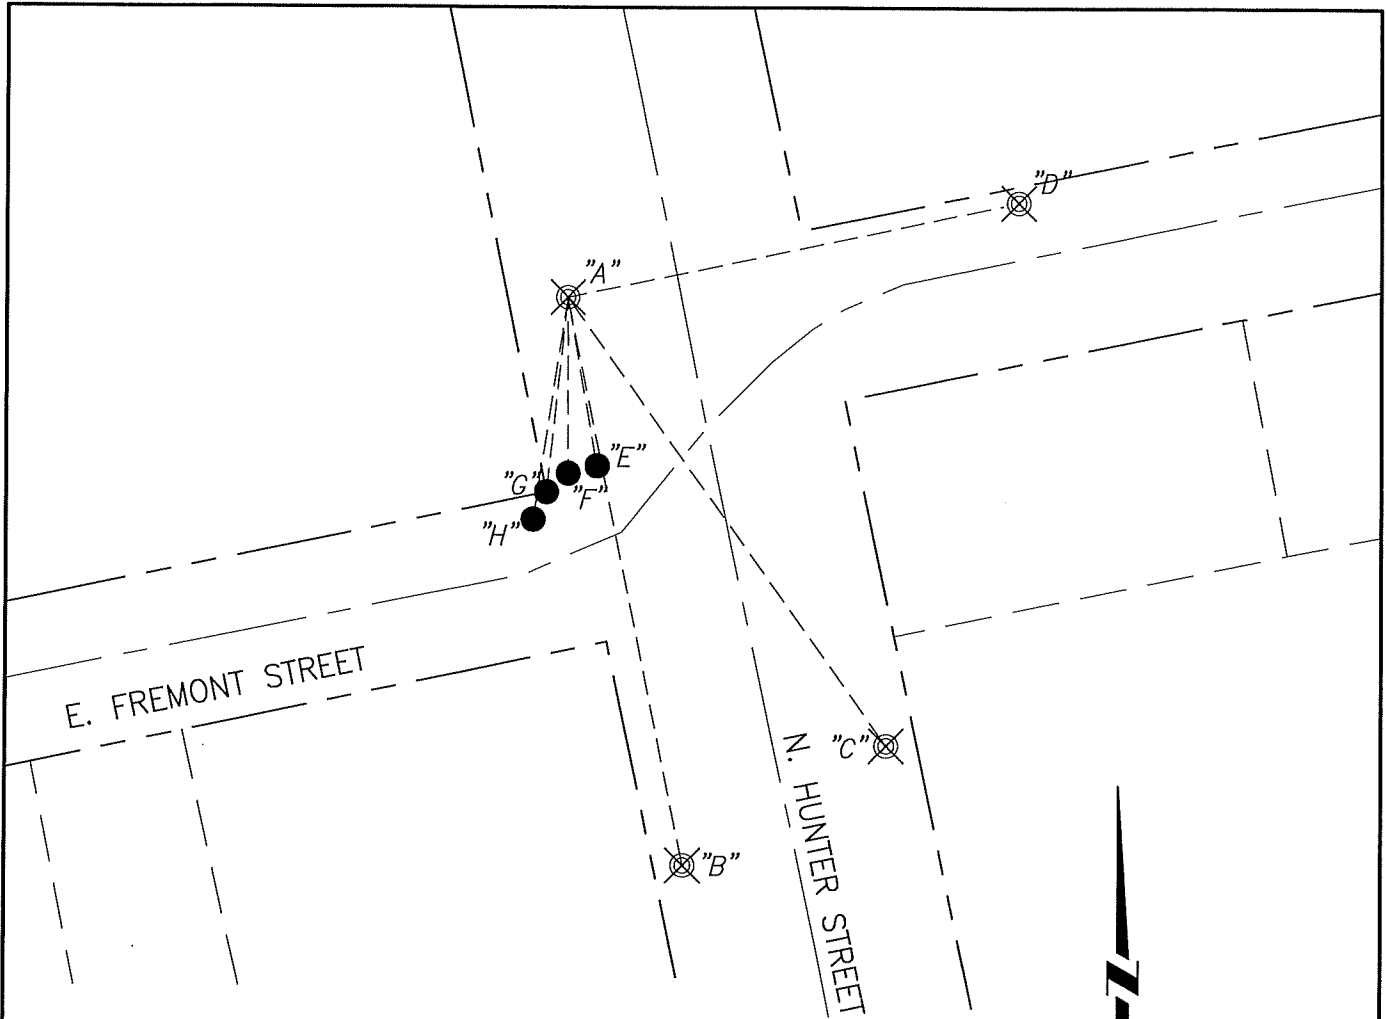 "D"
"A"
"E"
"G"
"F"
"H"
E. FREMONT STREET
"C"
N. HUNTER STREET
"B"
N